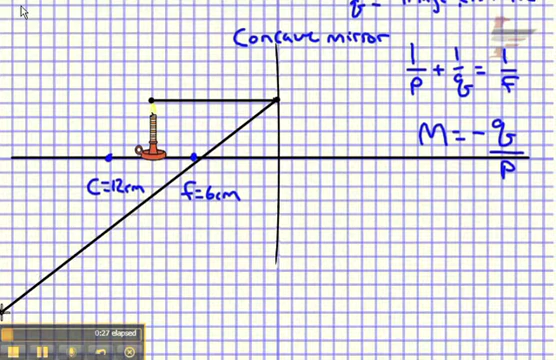 Concave mirror
1/p + 1/q = 1/f
M = - q/p
C=12cm
f=6cm
0:27 elapsed